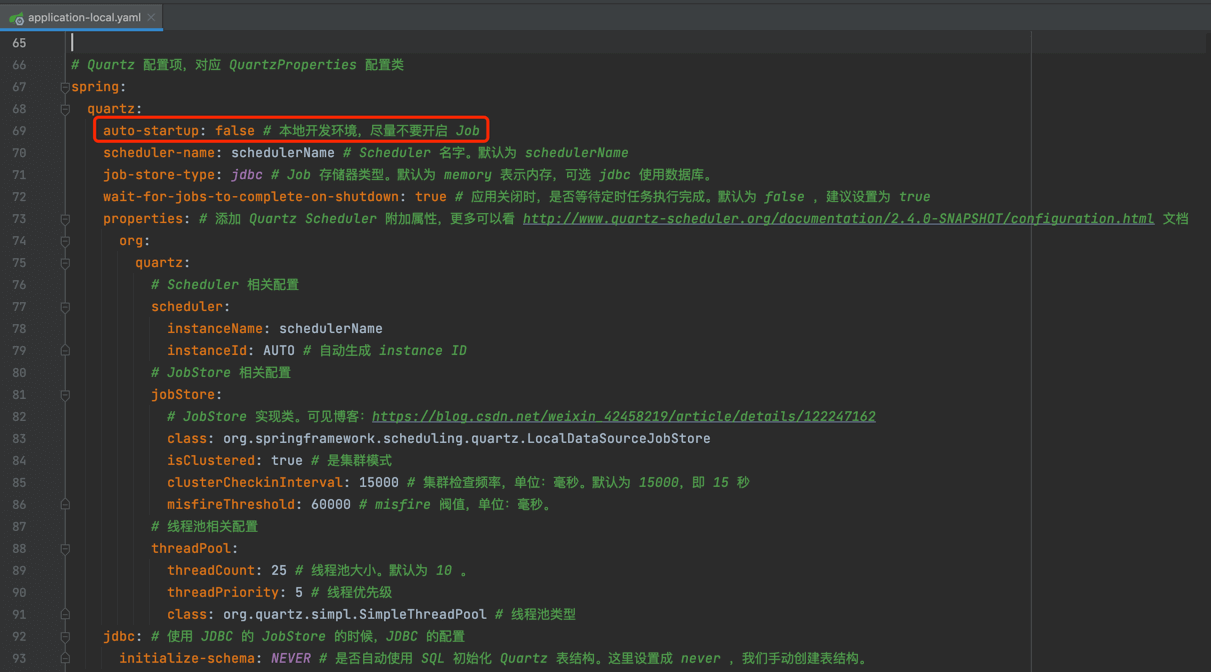 application-local.yaml
65
66 # Quartz 配置项，对应 QuartzProperties 配置类
67 spring:
68 quartz:
69 auto-startup: false # 本地开发环境，尽量不要开启 Job
70 scheduler-name: schedulerName # Scheduler 名字。默认为 schedulerName
71 job-store-type: jdbc # Job 存储器类型。默认为 memory 表示内存，可选 jdbc 使用数据库。
72 wait-for-jobs-to-complete-on-shutdown: true # 应用关闭时，是否等待定时任务执行完成。默认为 false ，建议设置为 true
73 properties: # 添加 Quartz Scheduler 附加属性，更多可以看 http://www.quartz-scheduler.org/documentation/2.4.0-SNAPSHOT/configuration.html 文档
74 org:
75 quartz:
76 # Scheduler 相关配置
77 scheduler:
78 instanceName: schedulerName
79 instanceId: AUTO # 自动生成 instance ID
80 # JobStore 相关配置
81 jobStore:
82 # JobStore 实现类。可见博客：https://blog.csdn.net/weixin_42458219/article/details/122247162
83 class: org.springframework.scheduling.quartz.LocalDataSourceJobStore
84 isClustered: true # 是集群模式
85 clusterCheckinInterval: 15000 # 集群检查频率，单位：毫秒。默认为 15000，即 15 秒
86 misfireThreshold: 60000 # misfire 阀值，单位：毫秒。
87 # 线程池相关配置
88 threadPool:
89 threadCount: 25 # 线程池大小。默认为 10 。
90 threadPriority: 5 # 线程优先级
91 class: org.quartz.simpl.SimpleThreadPool # 线程池类型
92 jdbc: # 使用 JDBC 的 JobStore 的时候，JDBC 的配置
93 initialize-schema: NEVER # 是否自动使用 SQL 初始化 Quartz 表结构。这里设置成 never ，我们手动创建表结构。